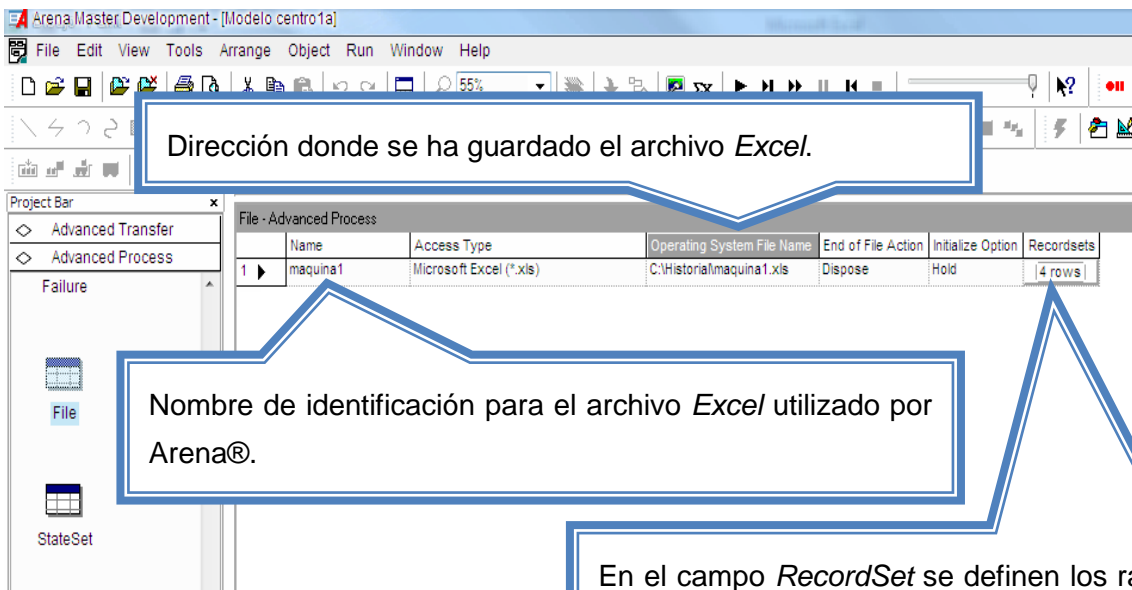 Arena Master Development - [Modelo centro1a]
File Edit View Tools Arrange Object Run Window Help
55%
Dirección donde se ha guardado el archivo Excel.
Project Bar x
Advanced Transfer
Advanced Process
Failure
File
StateSet
File - Advanced Process
Name Access Type Operating System File Name End of File Action Initialize Option Recordsets
1 maquina1 Microsoft Excel (*.xls) C:\Historial\maquina1.xls Dispose Hold 4 rows
Nombre de identificación para el archivo Excel utilizado por
Arena®.
En el campo RecordSet se definen los